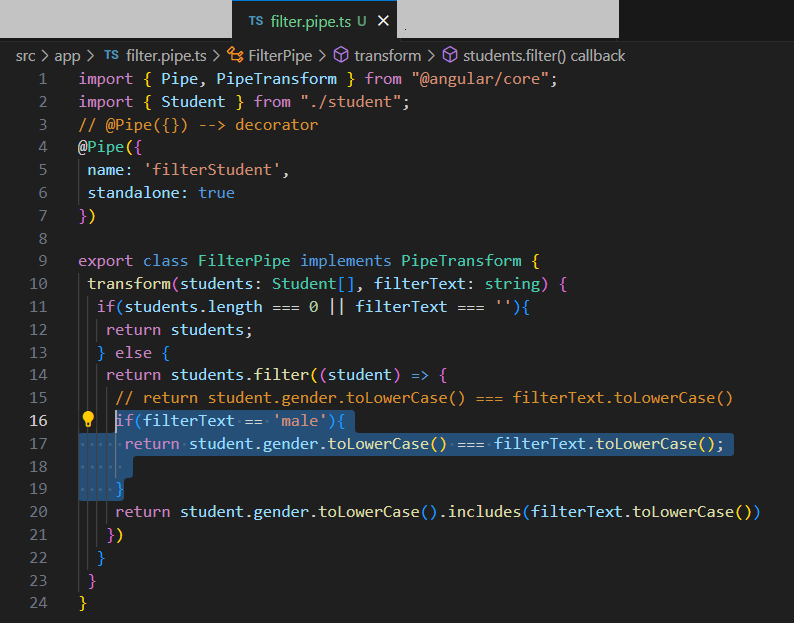 TS filter.pipe.ts U ×
src > app > TS filter.pipe.ts > FilterPipe > transform > students.filter() callback
1 import { Pipe, PipeTransform } from "@angular/core";
2 import { Student } from "./student";
3 // @Pipe({}) --> decorator
4 @Pipe({
5 name: 'filterStudent',
6 standalone: true
7 })
8
9 export class FilterPipe implements PipeTransform {
10 transform(students: Student[], filterText: string) {
11 if(students.length === 0 || filterText === ''){
12 return students;
13 } else {
14 return students.filter((student) => {
15 // return student.gender.toLowerCase() === filterText.toLowerCase()
16 if(filterText == 'male'){
17 return student.gender.toLowerCase() === filterText.toLowerCase();
18
19 }
20 return student.gender.toLowerCase().includes(filterText.toLowerCase())
21 })
22 }
23 }
24 }